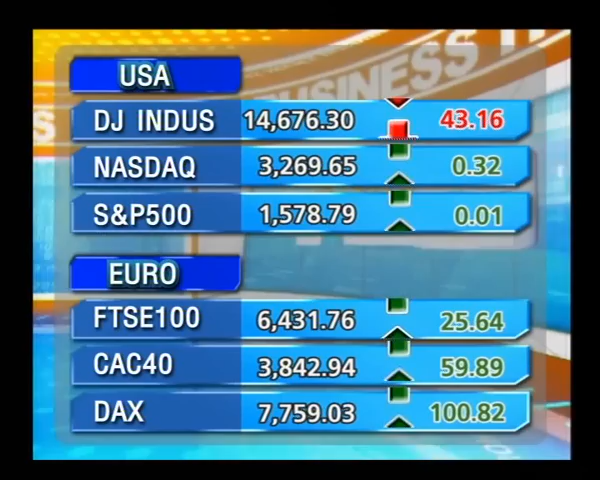 BUSINESS
USA
DJ INDUS 14,676.30 43.16
NASDAQ 3,269.65 0.32
S&P500 1,578.79 0.01
EURO
FTSE100 6,431.76 25.64
CAC40 3,842.94 59.89
DAX 7,759.03 100.82